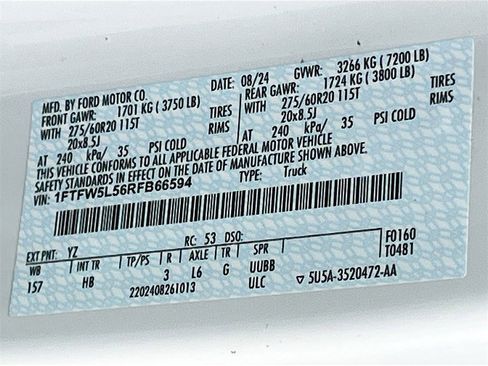 MFD. BY FORD MOTOR CO. DATE: 08/24 GVWR: 3266 KG ( 7200 LB)
FRONT GAWR: 1701 KG ( 3750 LB) REAR GAWR: 1724 KG ( 3800 LB)
WITH 275/60R20 115T TIRES WITH 275/60R20 115T TIRES
20x8.5J RIMS 20x8.5J RIMS
AT 240 kPa/ 35 PSI COLD AT 240 kPa/ 35 PSI COLD
THIS VEHICLE CONFORMS TO ALL APPLICABLE FEDERAL MOTOR VEHICLE
SAFETY STANDARDS IN EFFECT ON THE DATE OF MANUFACTURE SHOWN ABOVE.
VIN: 1FTFW5L56RFB66594 TYPE: Truck
EXT PNT: YZ RC: 53 DSO: F0160
WB INT TR TP/PS R AXLE TR SPR T0481
157 HB 3 L6 G UUBB
2202408261013 ULC ▽ 5U5A-3520472-AA